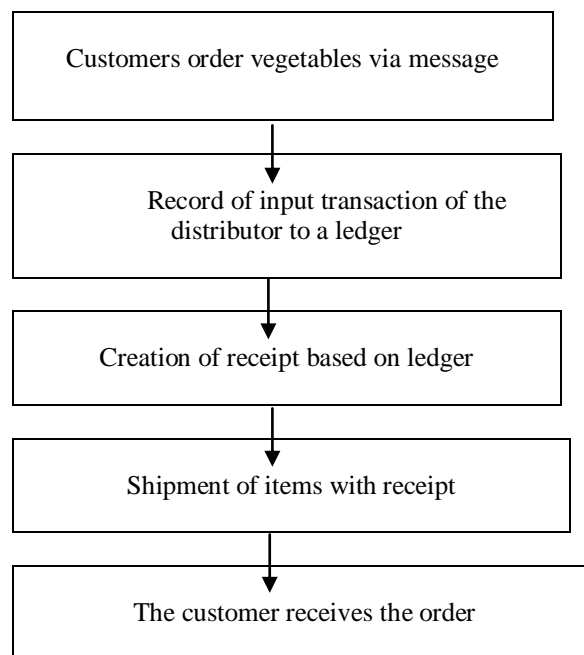 Customers order vegetables via message
Record of input transaction of the
distributor to a ledger
Creation of receipt based on ledger
Shipment of items with receipt
The customer receives the order